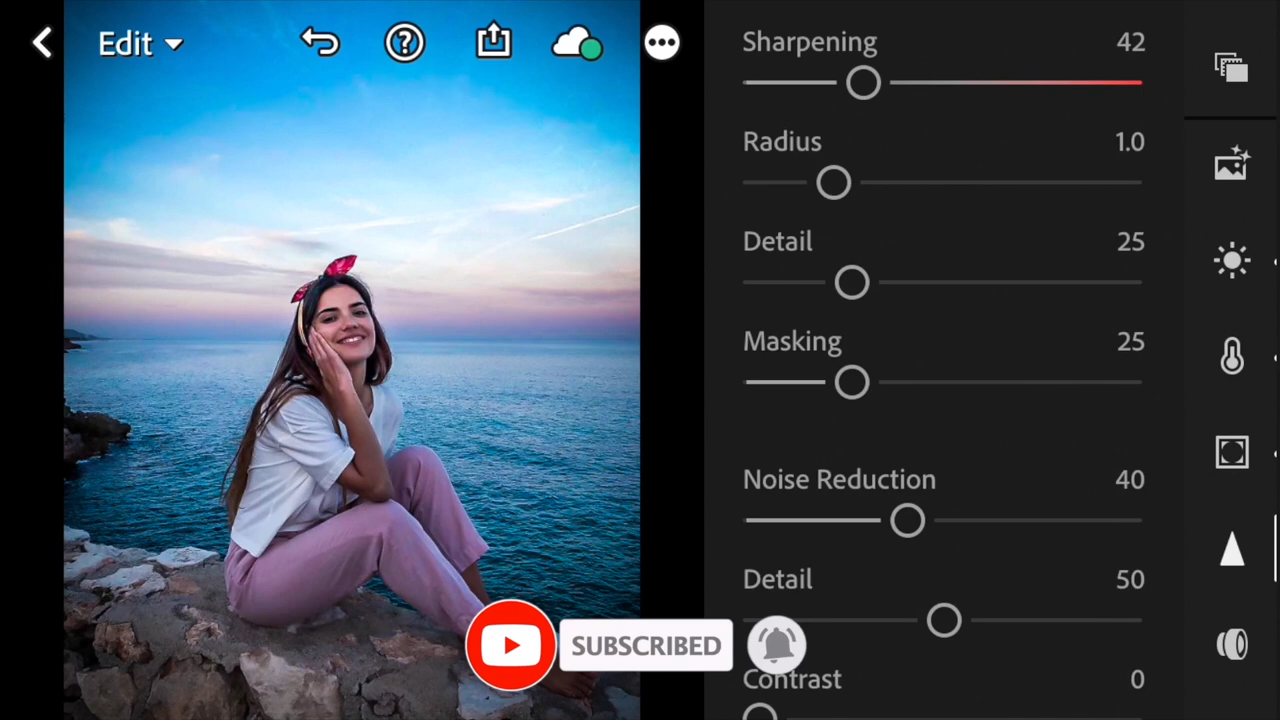 Edit
Sharpening 42
Radius 1.0
Detail 25
Masking 25
Noise Reduction 40
Detail 50
SUBSCRIBED
Contrast 0